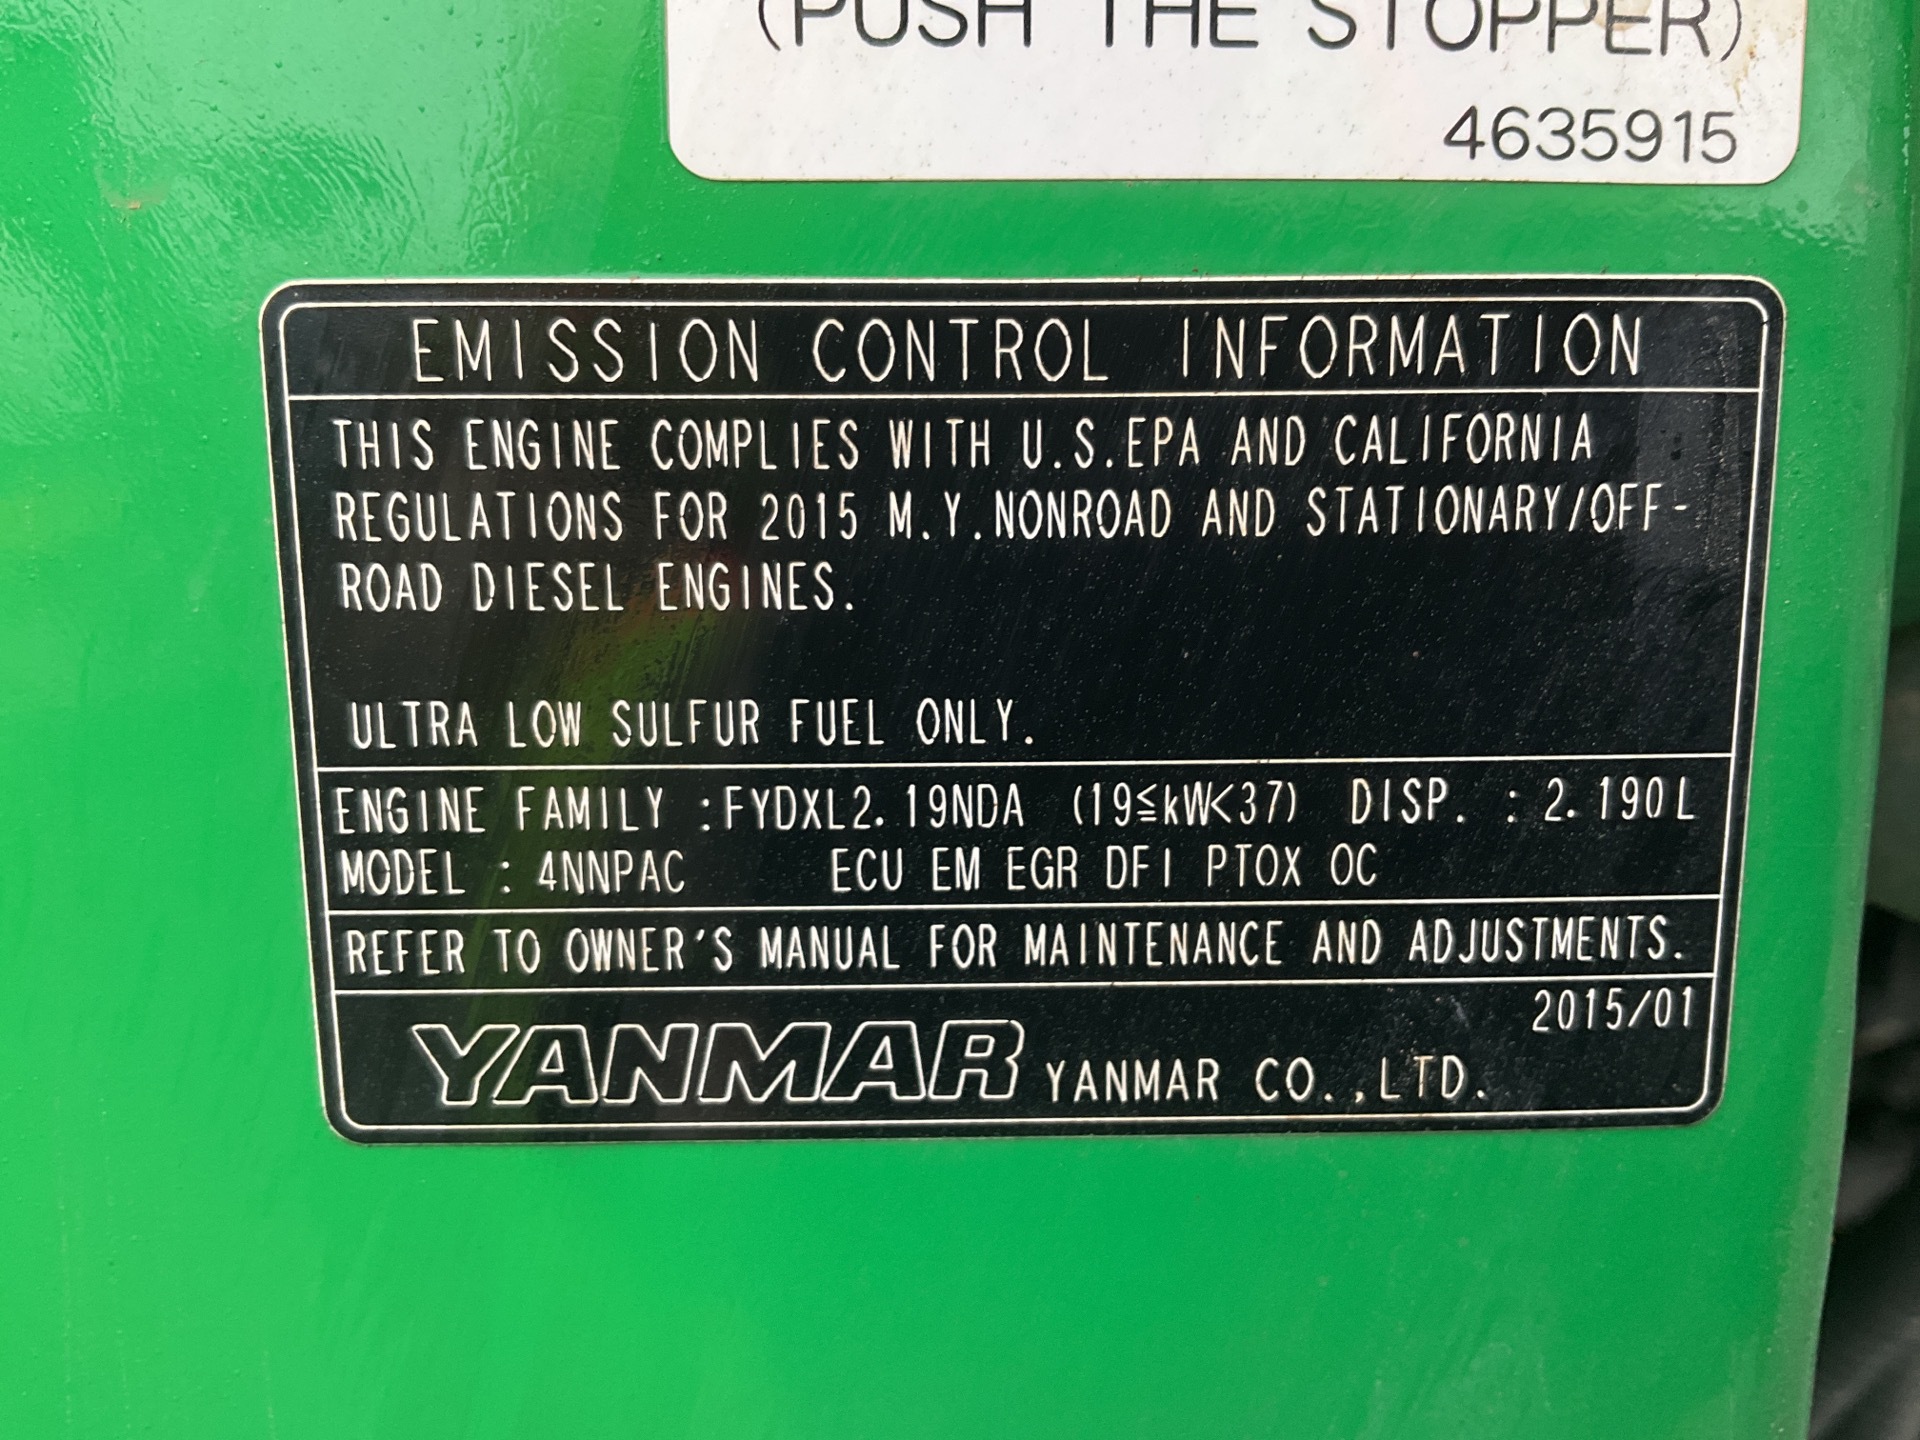 (PUSH THE STOPPER)
4635915
EMISSION CONTROL INFORMATION
THIS ENGINE COMPLIES WITH U.S.EPA AND CALIFORNIA
REGULATIONS FOR 2015 M.Y.NONROAD AND STATIONARY/OFF-
ROAD DIESEL ENGINES.
ULTRA LOW SULFUR FUEL ONLY.
ENGINE FAMILY :FYDXL2.19NDA (19≦kW<37) DISP. : 2.190L
MODEL : 4NNPAC ECU EM EGR DFI PTOX OC
REFER TO OWNER'S MANUAL FOR MAINTENANCE AND ADJUSTMENTS.
2015/01
YANMAR YANMAR CO.,LTD.